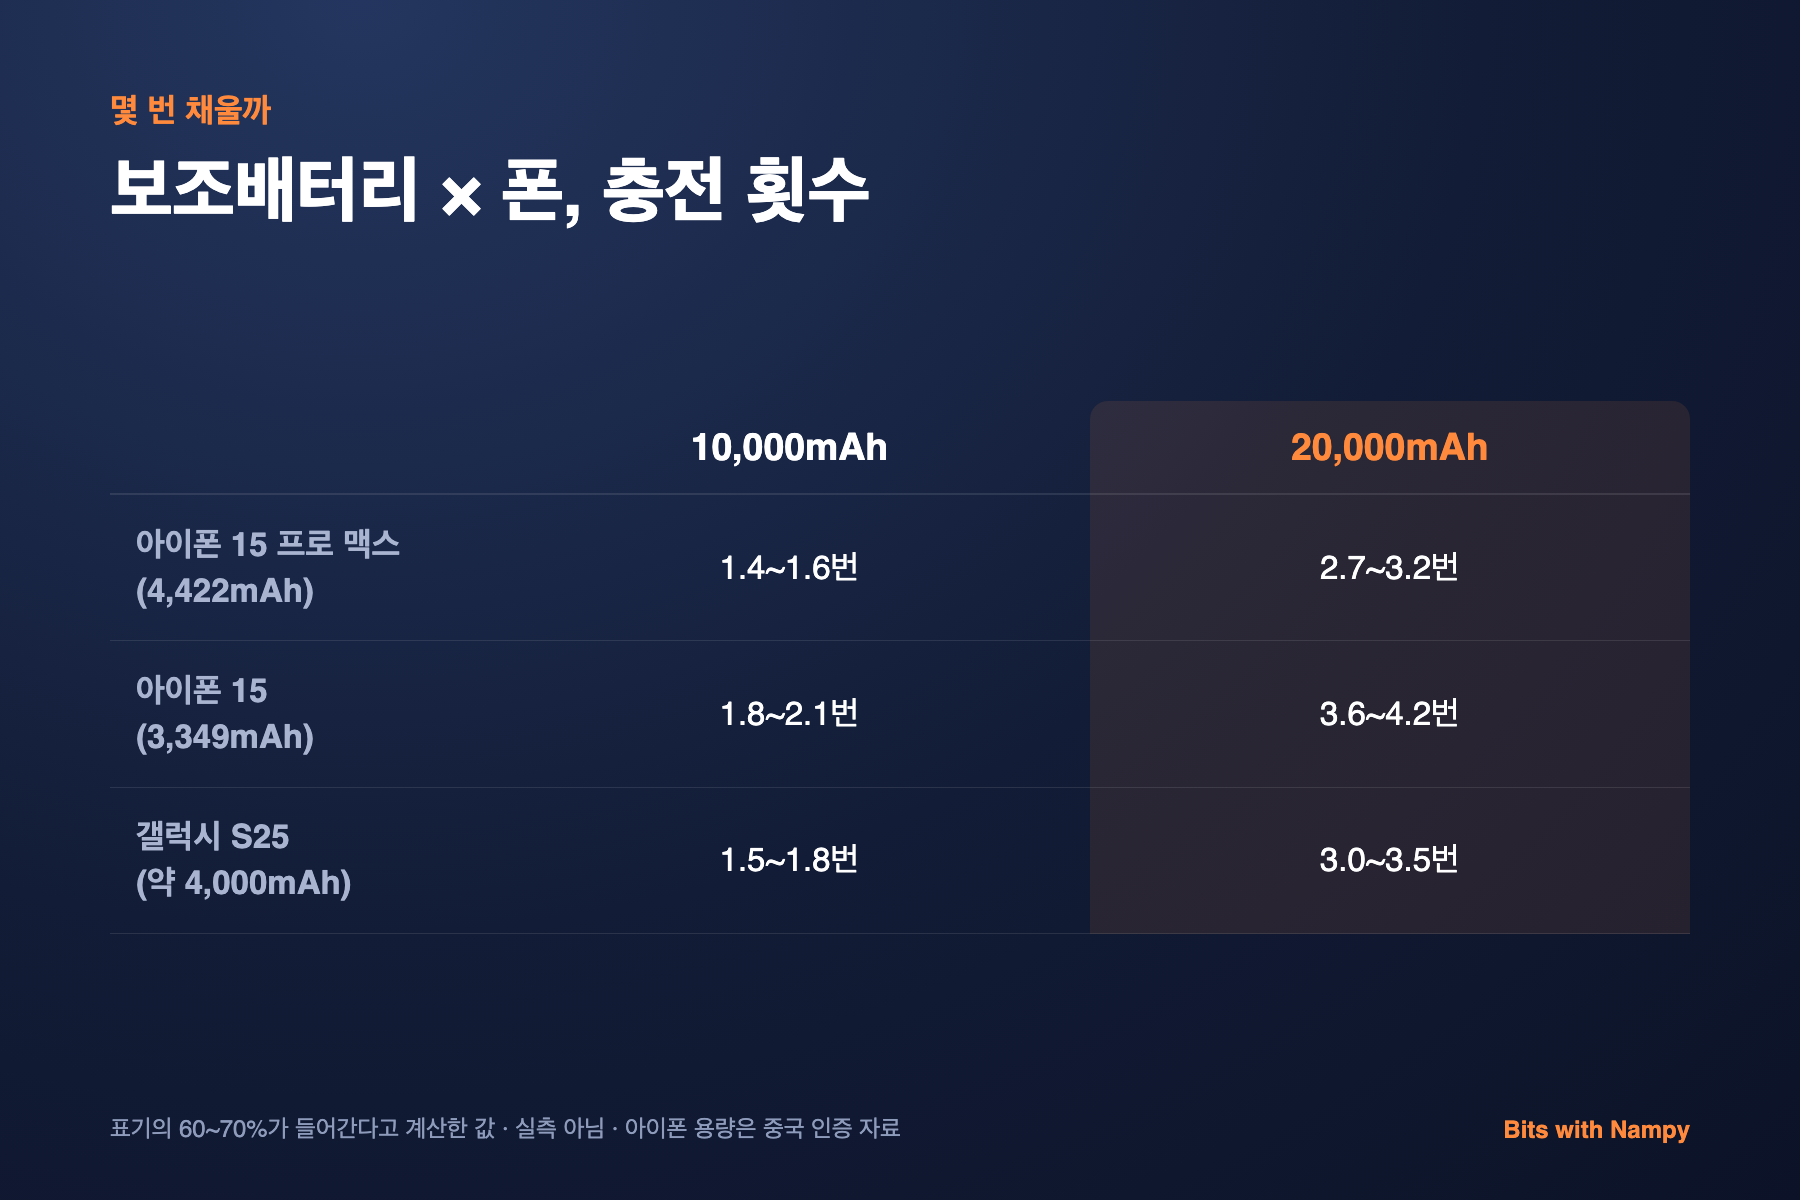 몇 번 채울까
보조배터리 × 폰, 충전 횟수
10,000mAh
20,000mAh
아이폰 15 프로 맥스
(4,422mAh)
1.4~1.6번
2.7~3.2번
아이폰 15
(3,349mAh)
1.8~2.1번
3.6~4.2번
갤럭시 S25
(약 4,000mAh)
1.5~1.8번
3.0~3.5번
표기의 60~70%가 들어간다고 계산한 값 · 실측 아님 · 아이폰 용량은 중국 인증 자료
Bits with Nampy